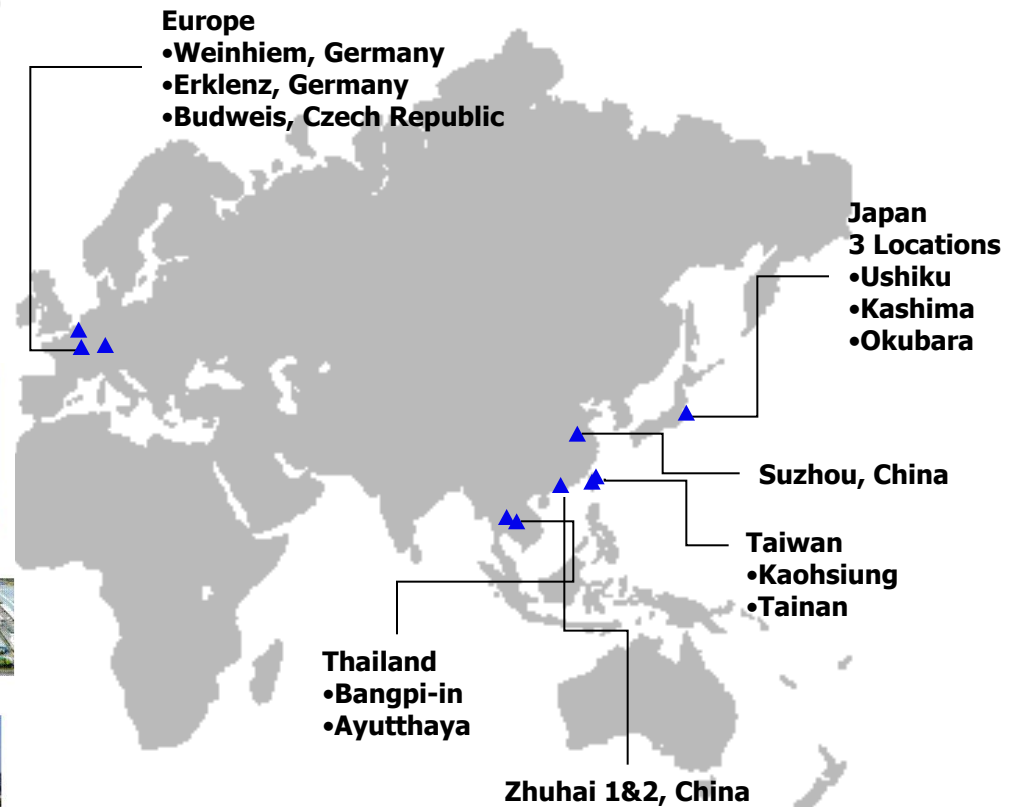 Europe
•Weinhiem, Germany
•Erklenz, Germany
•Budweis, Czech Republic
Japan
3 Locations
•Ushiku
•Kashima
•Okubara
Suzhou, China
Taiwan
•Kaohsiung
•Tainan
Thailand
•Bangpi-in
•Ayutthaya
Zhuhai 1&2, China